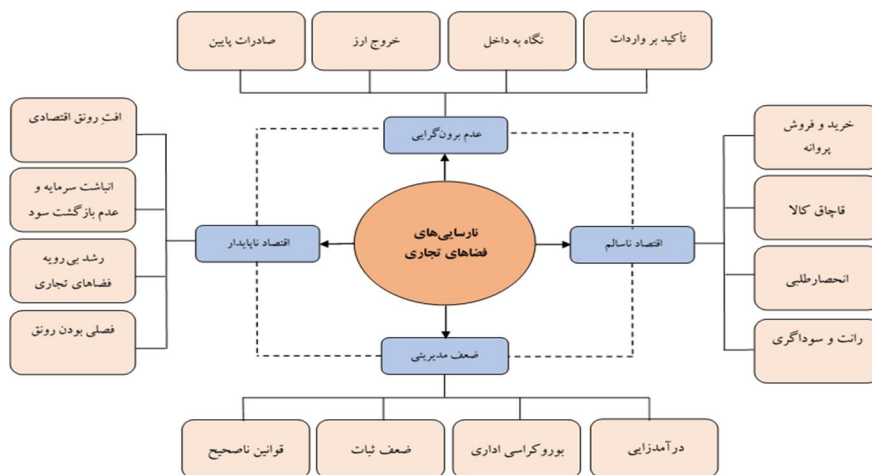 تأکید بر واردات
نگاه به داخل
خروج ارز
صادرات پایین
عدم برون‌گرایی
خرید و فروش
پروانه
قاچاق کالا
انحصارطلبی
رانت و سوداگری
اقتصاد ناسالم
نارسایی‌های
فضاهای تجاری
اقتصاد ناپایدار
افتِ رونق اقتصادی
انباشت سرمایه و
عدم بازگشت سود
رشد بی‌رویه
فضاهای تجاری
فصلی بودن رونق
ضعف مدیریتی
درآمدزایی
بوروکراسی اداری
ضعف ثبات
قوانین ناصحیح